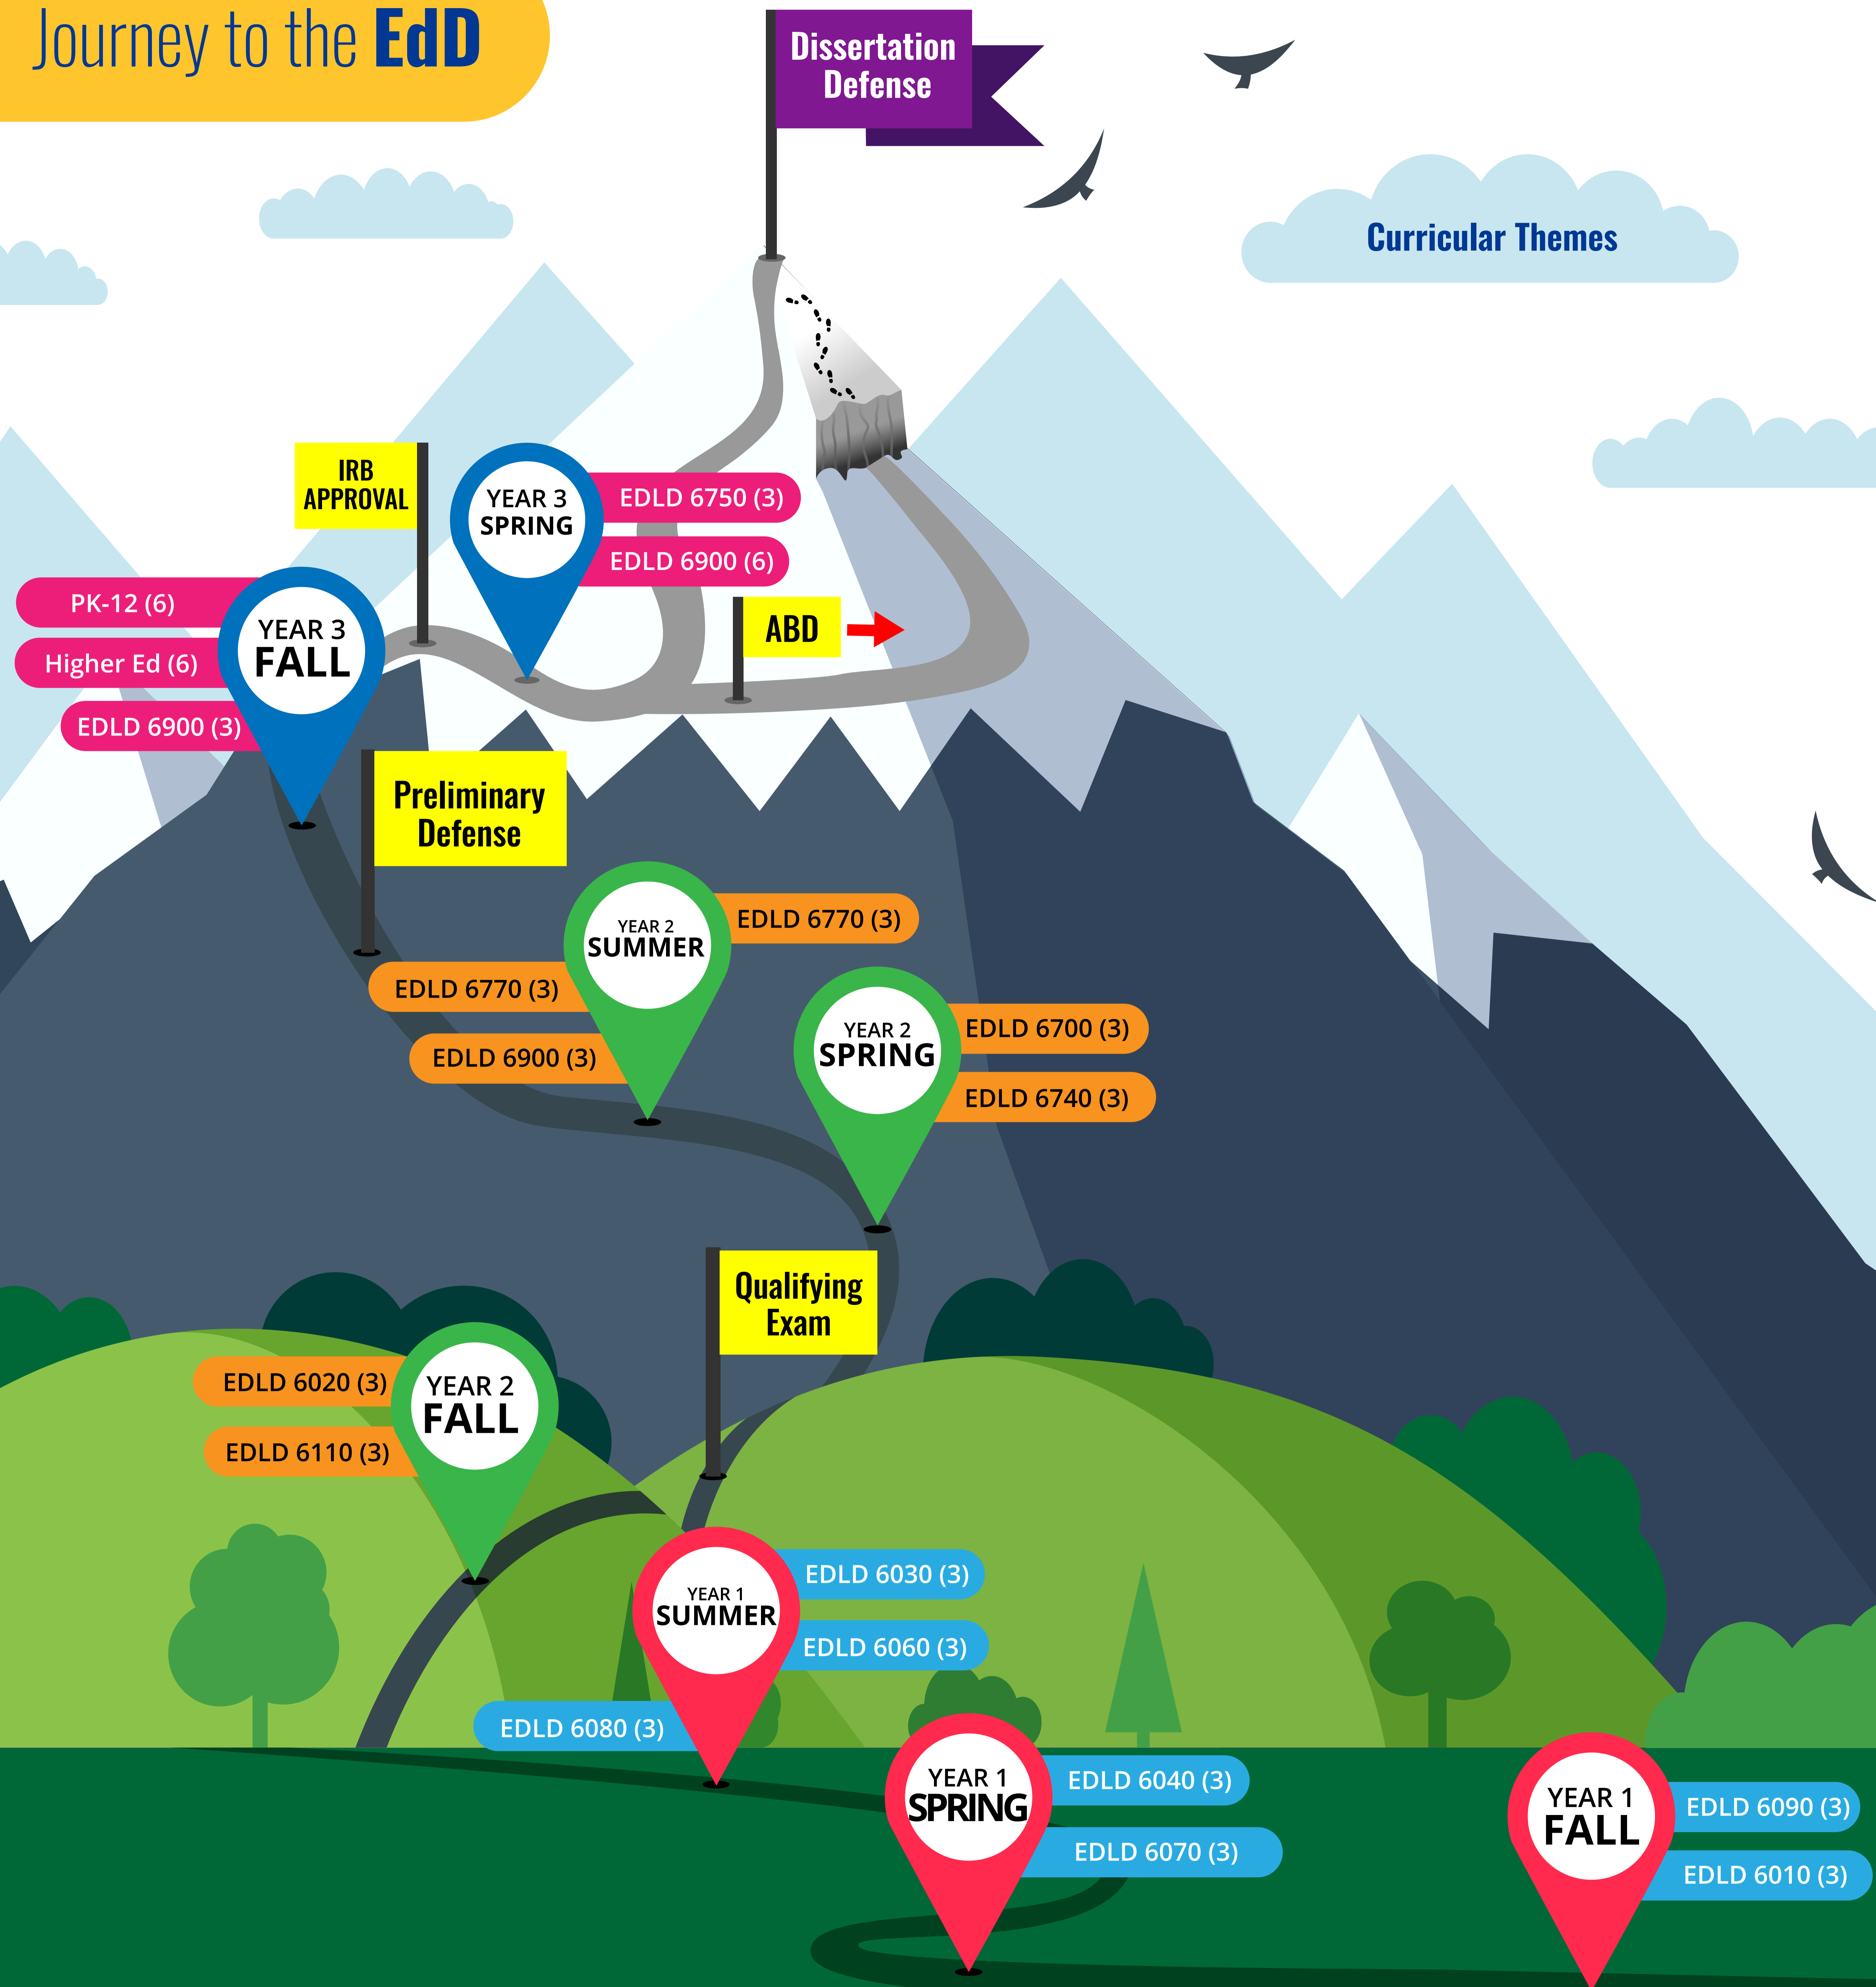 Journey to the EdD
Dissertation
Defense
Curricular Themes
IRB
APPROVAL
YEAR 3
SPRING
EDLD 6750 (3)
EDLD 6900 (6)
PK-12 (6)
Higher Ed (6)
EDLD 6900 (3)
YEAR 3
FALL
ABD
Preliminary
Defense
YEAR 2
SUMMER
EDLD 6770 (3)
EDLD 6770 (3)
EDLD 6900 (3)
YEAR 2
SPRING
EDLD 6700 (3)
EDLD 6740 (3)
Qualifying
Exam
EDLD 6020 (3)
EDLD 6110 (3)
YEAR 2
FALL
YEAR 1
SUMMER
EDLD 6030 (3)
EDLD 6060 (3)
EDLD 6080 (3)
YEAR 1
SPRING
EDLD 6040 (3)
EDLD 6070 (3)
YEAR 1
FALL
EDLD 6090 (3)
EDLD 6010 (3)